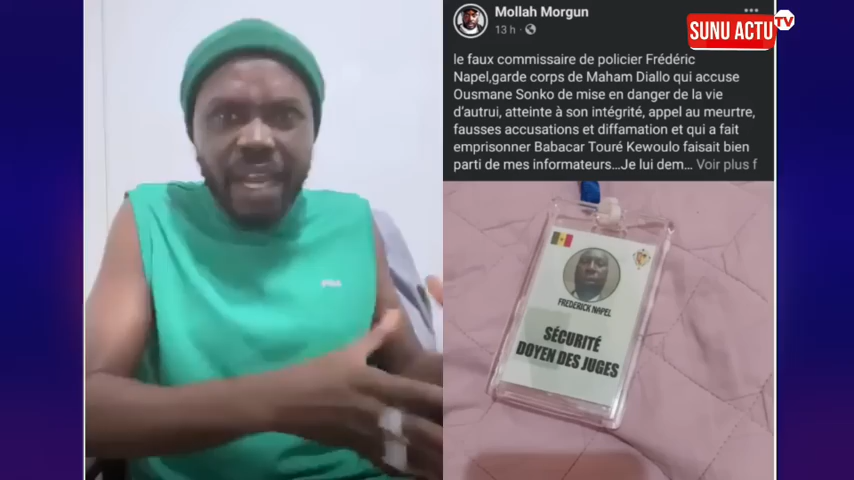 Mollah Morgun
13 h
SUNU ACTU
TV
le faux commissaire de policier Frédéric
Napel,garde corps de Maham Diallo qui accuse
Ousmane Sonko de mise en danger de la vie
d'autrui, atteinte à son intégrité, appel au meurtre,
fausses accusations et diffamation et qui a fait
emprisonner Babacar Touré Kewoulo faisait bien
parti de mes informateurs...Je lui dem... Voir plus f
FREDERICK NAPEL
SÉCURITÉ
DOYEN DES JUGES